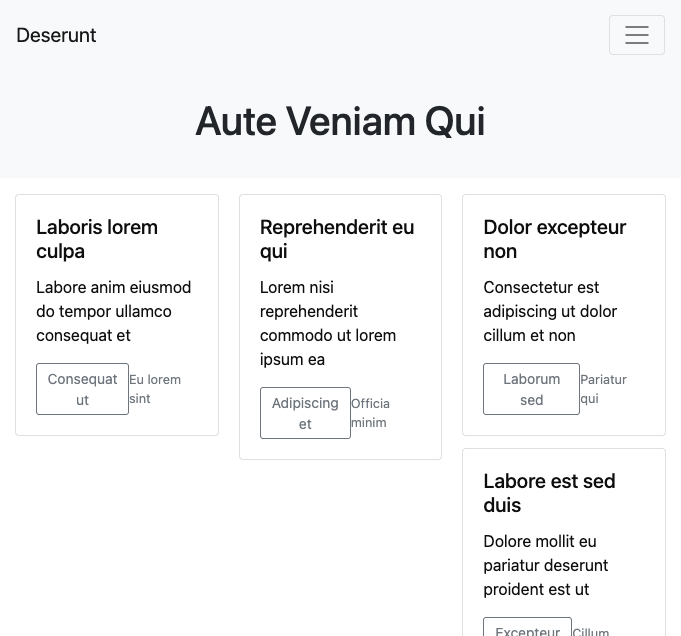 Deserunt
Aute Veniam Qui
Laboris lorem
culpa
Labore anim eiusmod
do tempor ullamco
consequat et
Consequat
ut
Eu lorem
sint
Reprehenderit eu
qui
Lorem nisi
reprehenderit
commodo ut lorem
ipsum ea
Adipiscing
et
Officia
minim
Dolor excepteur
non
Consectetur est
adipiscing ut dolor
cillum et non
Laborum
sed
Pariatur
qui
Labore est sed
duis
Dolore mollit eu
pariatur deserunt
proident est ut
Excepteur
Cillum